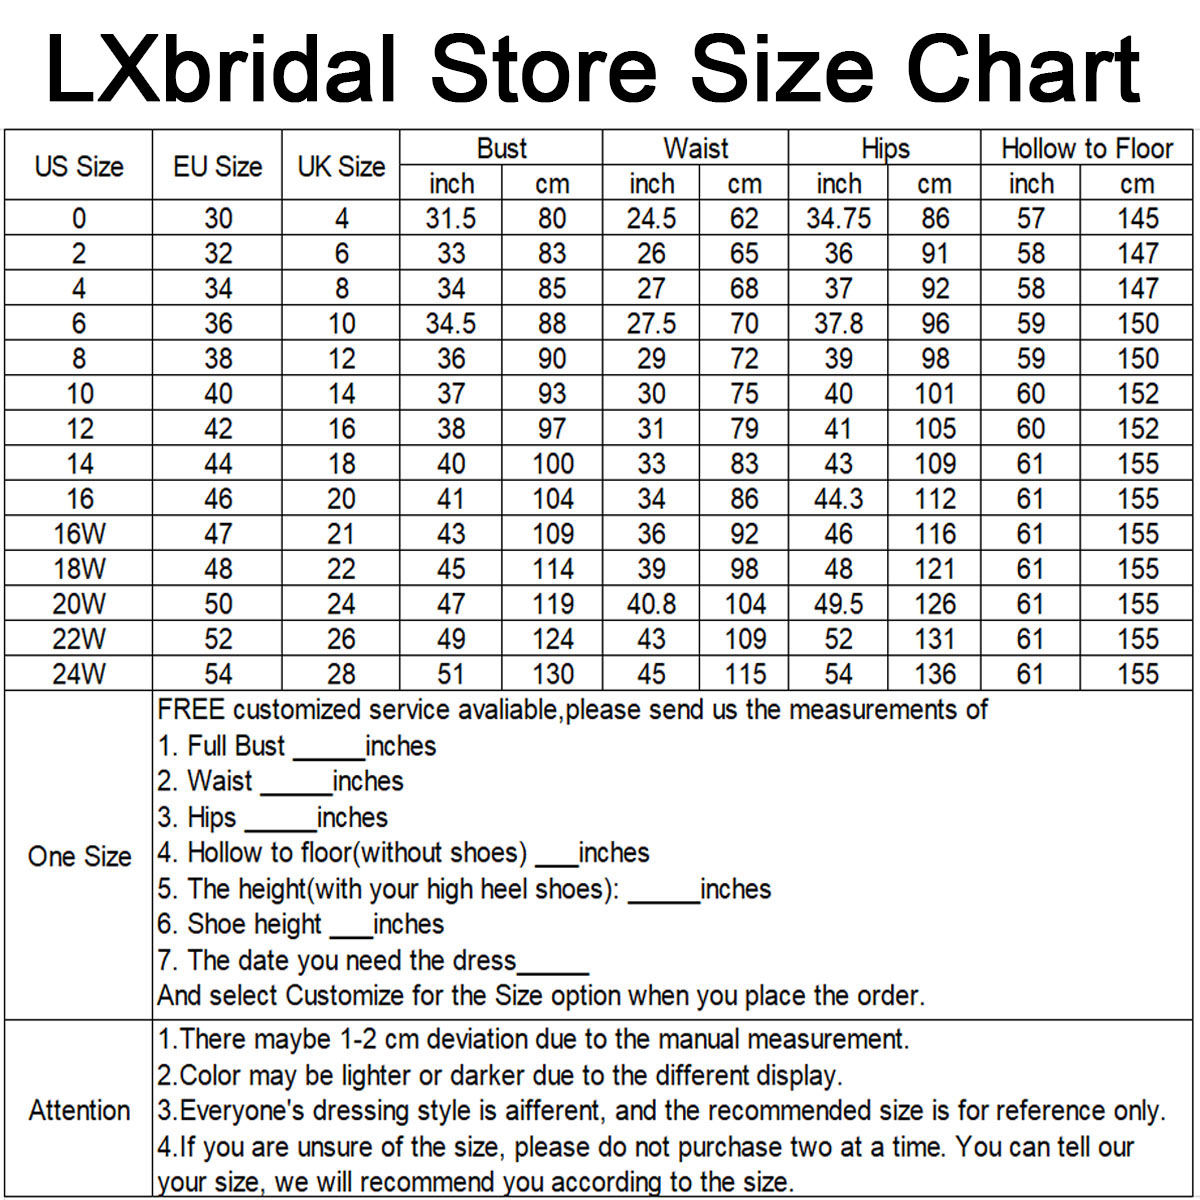 LXbridal Store Size Chart
US Size EU Size UK Size Bust Waist Hips Hollow to Floor
inch cm inch cm inch cm inch cm
0 30 4 31.5 80 24.5 62 34.75 86 57 145
2 32 6 33 83 26 65 36 91 58 147
4 34 8 34 85 27 68 37 92 58 147
6 36 10 34.5 88 27.5 70 37.8 96 59 150
8 38 12 36 90 29 72 39 98 59 150
10 40 14 37 93 30 75 40 101 60 152
12 42 16 38 97 31 79 41 105 60 152
14 44 18 40 100 33 83 43 109 61 155
16 46 20 41 104 34 86 44.3 112 61 155
16W 47 21 43 109 36 92 46 116 61 155
18W 48 22 45 114 39 98 48 121 61 155
20W 50 24 47 119 40.8 104 49.5 126 61 155
22W 52 26 49 124 43 109 52 131 61 155
24W 54 28 51 130 45 115 54 136 61 155
One Size
FREE customized service avaliable,please send us the measurements of
1. Full Bust _____inches
2. Waist _____inches
3. Hips _____inches
4. Hollow to floor(without shoes) ___inches
5. The height(with your high heel shoes): _____inches
6. Shoe height ___inches
7. The date you need the dress_____
And select Customize for the Size option when you place the order.
Attention
1.There maybe 1-2 cm deviation due to the manual measurement.
2.Color may be lighter or darker due to the different display.
3.Everyone's dressing style is aifferent, and the recommended size is for reference only.
4.If you are unsure of the size, please do not purchase two at a time. You can tell our
your size, we will recommend you according to the size.